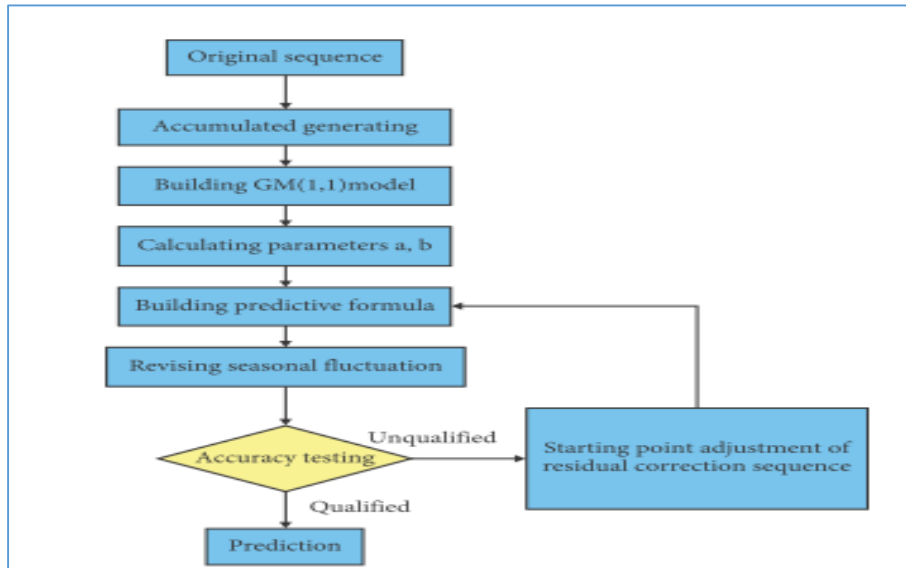 Original sequence
Accumulated generating
Building GM(1,1)model
Calculating parameters a, b
Building predictive formula
Revising seasonal fluctuation
Accuracy testing
Unqualified
Starting point adjustment of
residual correction sequence
Qualified
Prediction